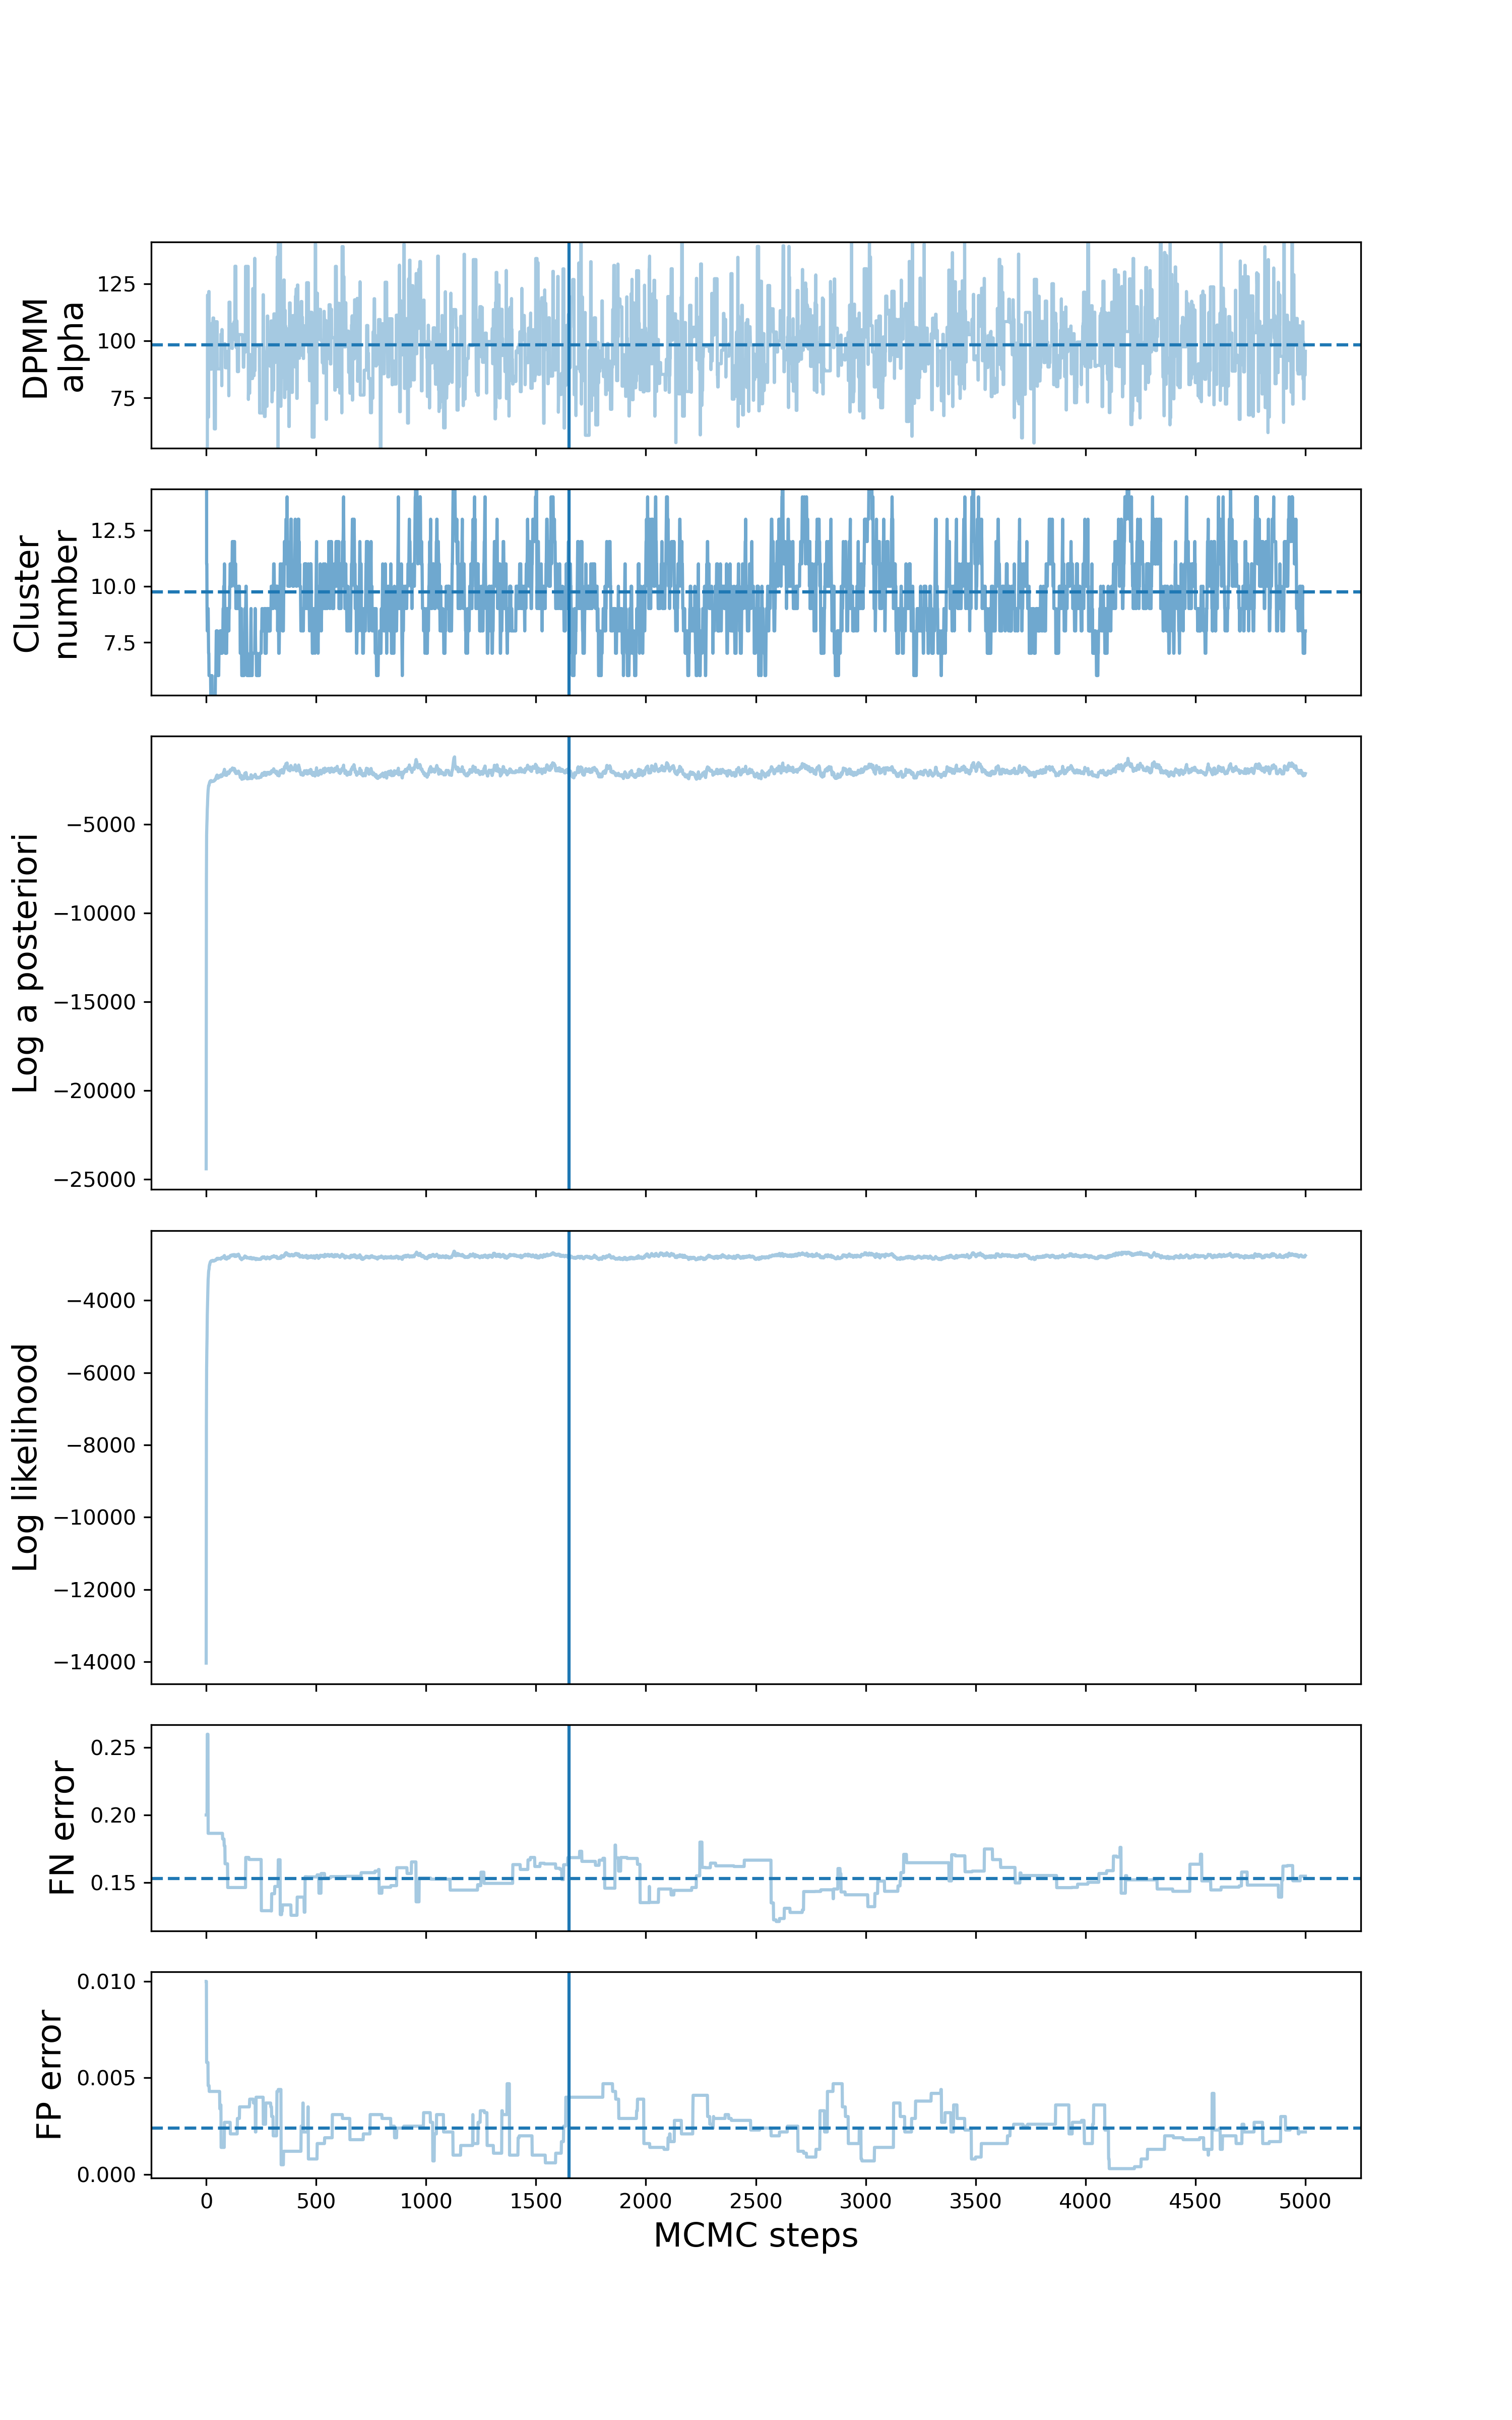 DPMM
alpha
125
100
75
Cluster
number
12.5
10.0
7.5
Log a posteriori
−5000
−10000
−15000
−20000
−25000
Log likelihood
−4000
−6000
−8000
−10000
−12000
−14000
FN error
0.25
0.20
0.15
FP error
0.010
0.005
0.000
0 500 1000 1500 2000 2500 3000 3500 4000 4500 5000
MCMC steps